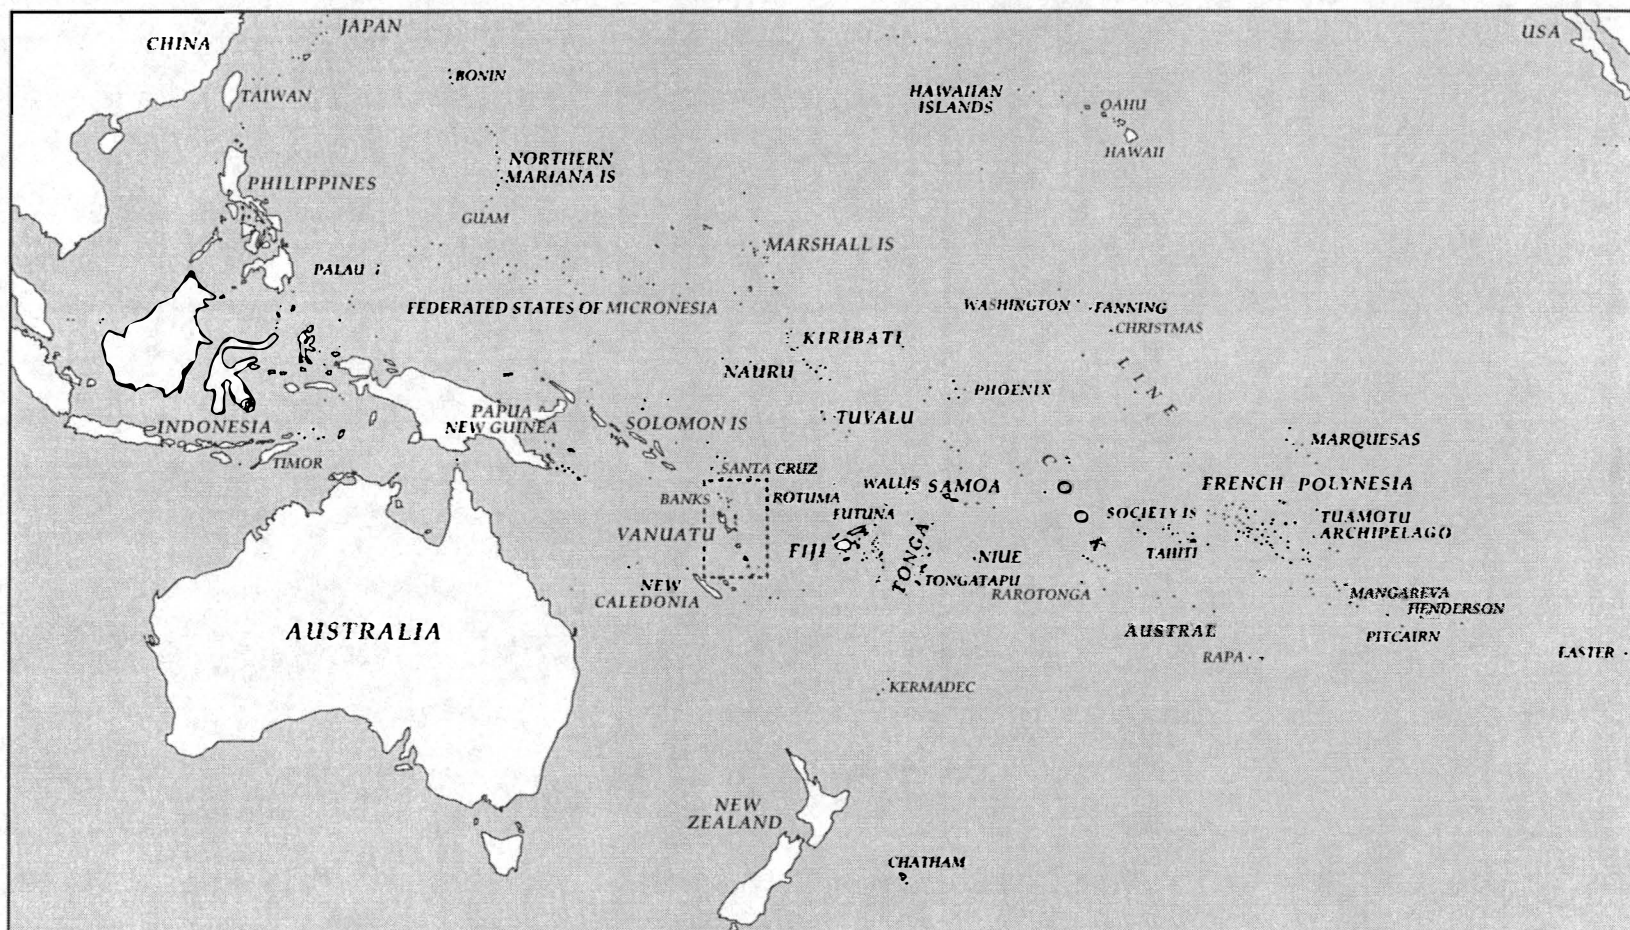 JAPAN
CHINA
USA
BONIN
TAIWAN
HAWAIIAN
ISLANDS
OAHU
HAWAII
NORTHERN
MARIANA IS
PHILIPPINES
GUAM
MARSHALL IS
PALAU
FEDERATED STATES OF MICRONESIA
WASHINGTON
FANNING
CHRISTMAS
KIRIBATI
NAURU
PHOENIX
LINE
PAPUA
NEW GUINEA
SOLOMON IS
TUVALU
INDONESIA
TIMOR
MARQUESAS
SANTA CRUZ
BANKS
ROTUMA
WALLIS
SAMOA
COOK
FRENCH POLYNESIA
FUTUNA
SOCIETY IS
TUAMOTU
ARCHIPELAGO
VANUATU
FIJI
TONGA
NIUE
TAHITI
TONGATAPU
NEW
CALEDONIA
RAROTONGA
MANGAREVA
HENDERSON
AUSTRALIA
AUSTRAL
PITCAIRN
RAPA
EASTER
KERMADEC
NEW
ZEALAND
CHATHAM